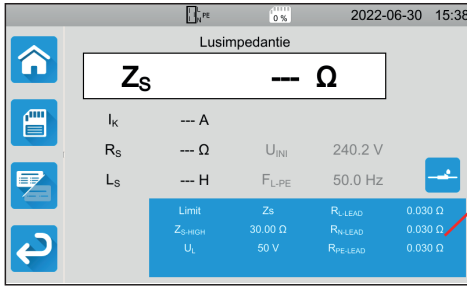 L PE N 0 % 2022-06-30 15:38
Lusimpedantie
Zs --- Ω
IK --- A
RS --- Ω UINI 240.2 V
LS --- H FL-PE 50.0 Hz
Limit Zs RL-LEAD 0.030 Ω
ZS-HIGH 30.00 Ω RN-LEAD 0.030 Ω
UL 50 V RPE-LEAD 0.030 Ω